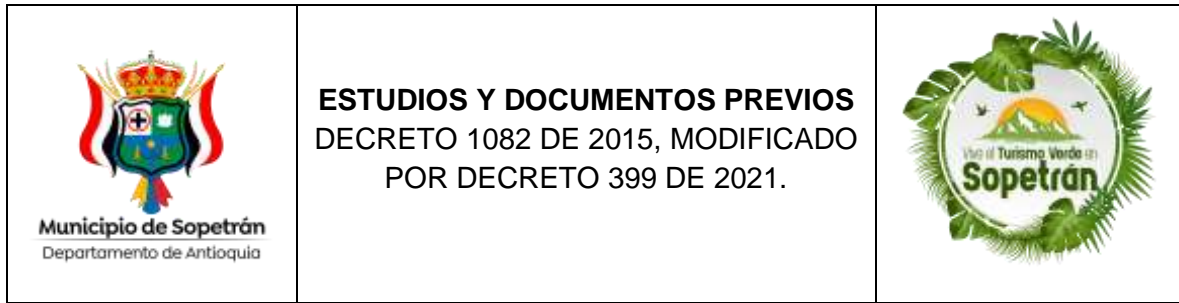 Municipio de Sopetrán
Departamento de Antioquia
ESTUDIOS Y DOCUMENTOS PREVIOS
DECRETO 1082 DE 2015, MODIFICADO
POR DECRETO 399 DE 2021.
Vive el Turismo Verde en
Sopetrán